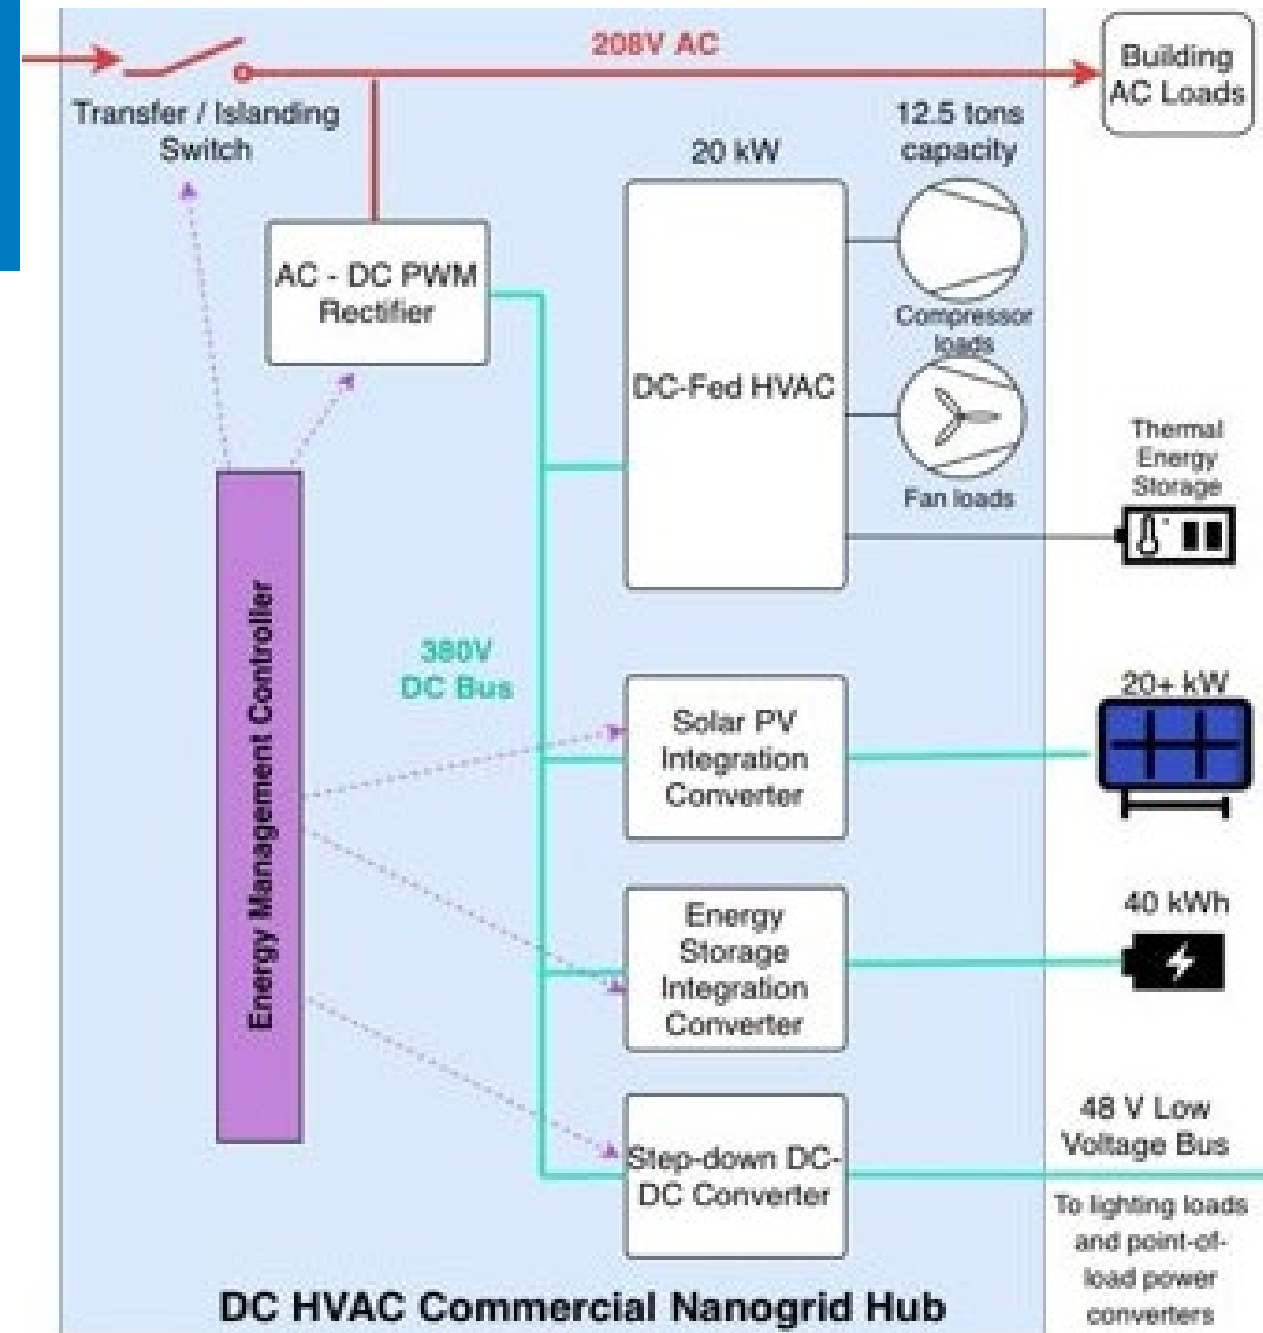 208V AC
Building
AC Loads
Transfer / Islanding
Switch
12.5 tons
capacity
20 kW
AC - DC PWM
Rectifier
Compressor
loads
DC-Fed HVAC
Fan loads
Thermal
Energy
Storage
Energy Management Controller
380V
DC Bus
20+ kW
Solar PV
Integration
Converter
40 kWh
Energy
Storage
Integration
Converter
48 V Low
Voltage Bus
Step-down DC-
DC Converter
To lighting loads
and point-of-
load power
converters
DC HVAC Commercial Nanogrid Hub